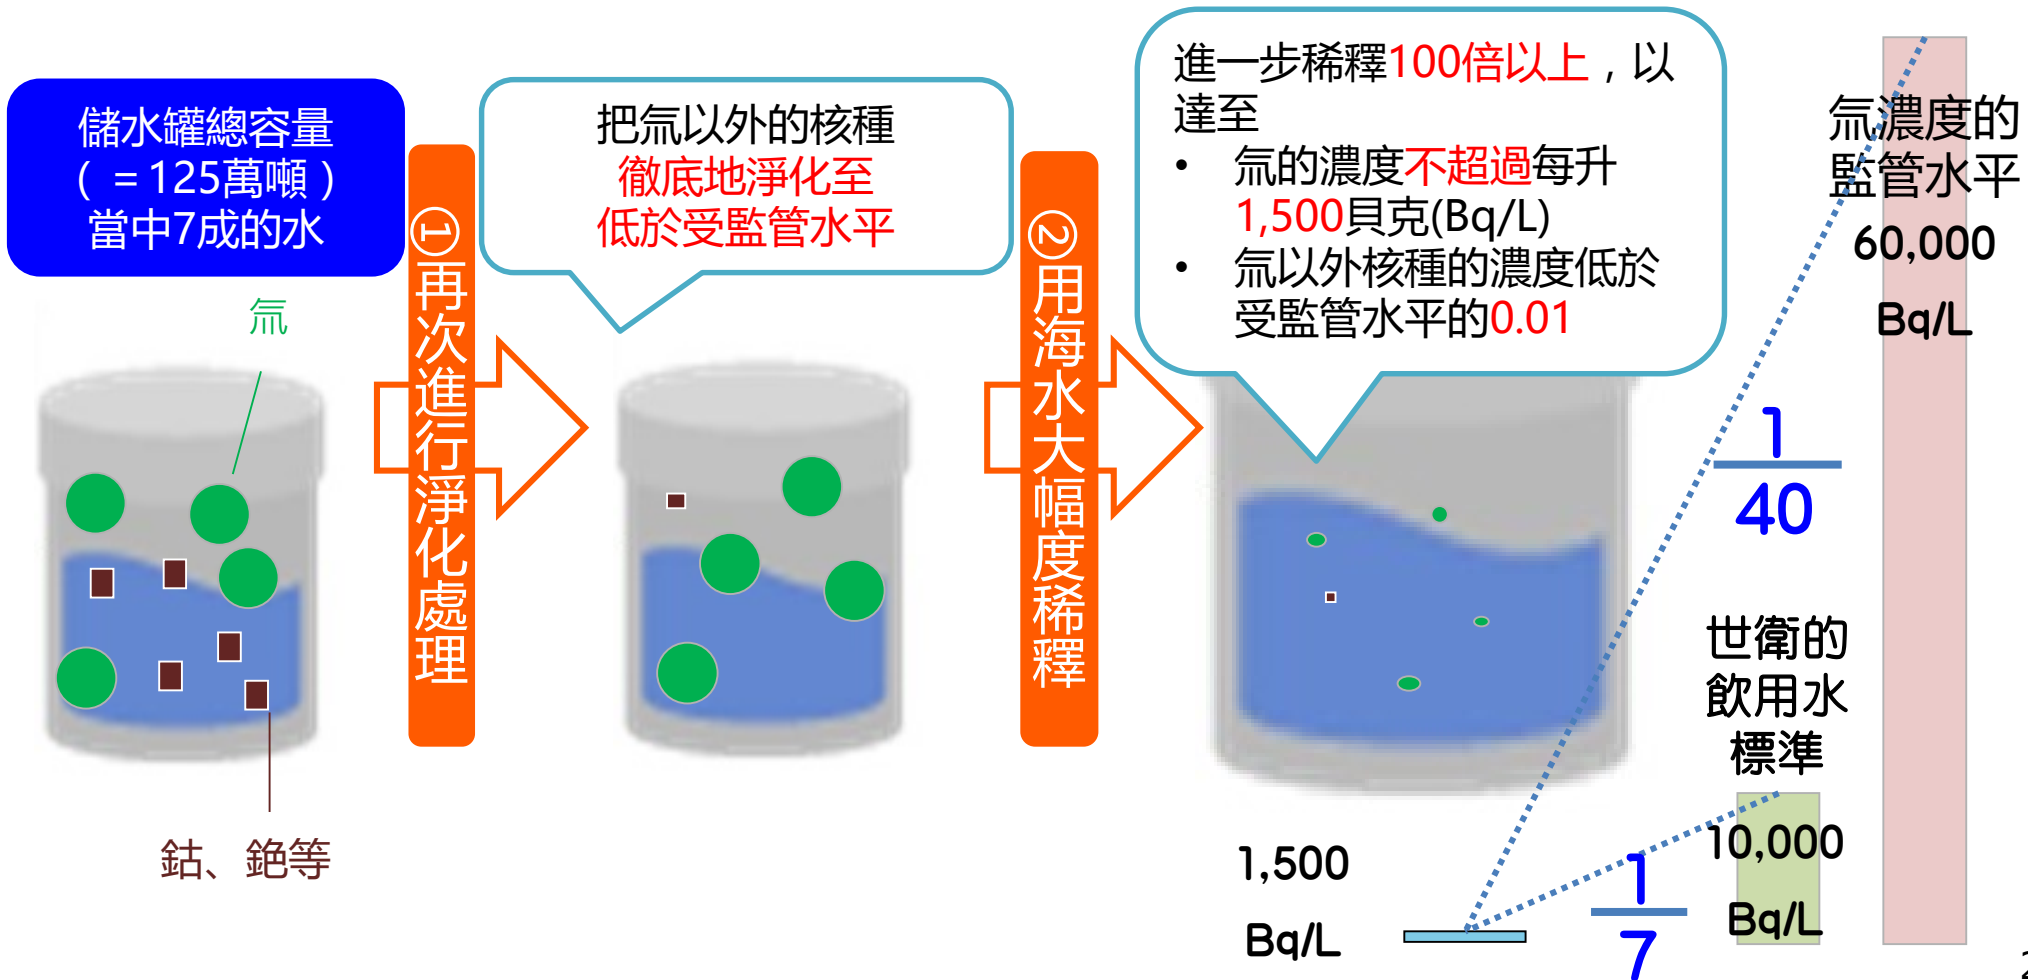 儲水罐總容量
（ =125萬噸 ）
當中7成的水
氚
鈷、銫等
①再次進行淨化處理
把氚以外的核種
徹底地淨化至
低於受監管水平
②用海水大幅度稀釋
進一步稀釋100倍以上，以
達至
• 氚的濃度不超過每升
1,500貝克(Bq/L)
• 氚以外核種的濃度低於
受監管水平的0.01
氚濃度的
監管水平
60,000
Bq/L
1
40
世衛的
飲用水
標準
10,000
Bq/L
1
7
1,500
Bq/L